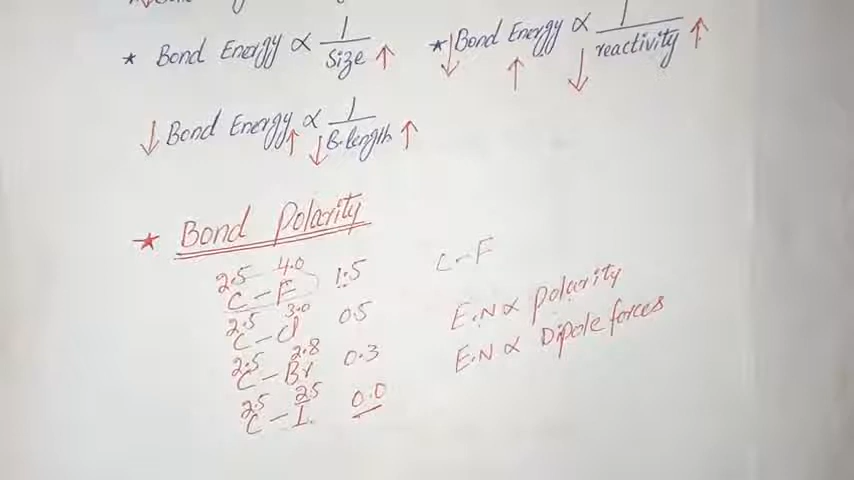 * Bond Energy ∝ 1/Size ↑
* ↓ Bond Energy ↑ ∝ 1/reactivity ↓ ↑
↓ Bond Energy ↑ ∝ 1/B.length ↓ ↑
★ Bond Polarity
2.5 4.0
C - F 1.5
2.5 3.0
C - Cl 0.5
2.5 2.8
C - Br 0.3
2.5 2.5
C - I 0.0
C - F
E.N ∝ Polarity
E.N ∝ Dipole forces